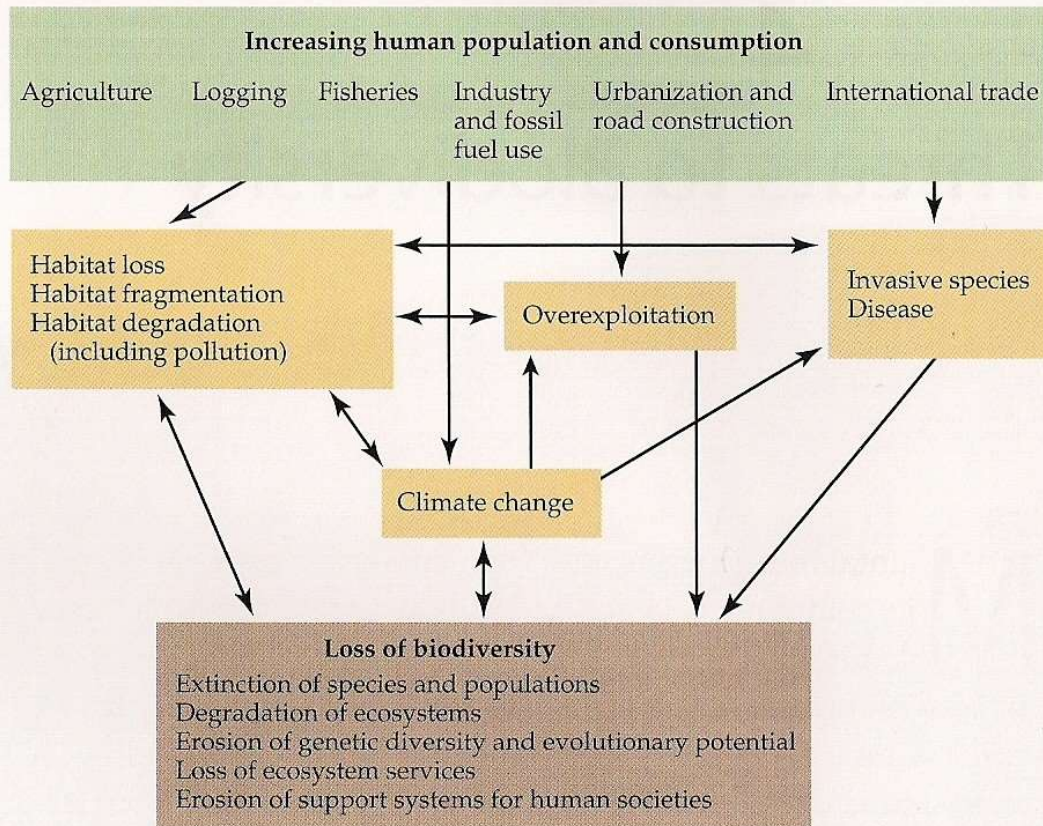 Increasing human population and consumption
Agriculture
Logging
Fisheries
Industry
and fossil
fuel use
Urbanization and
road construction
International trade
Habitat loss
Habitat fragmentation
Habitat degradation
(including pollution)
Overexploitation
Invasive species
Disease
Climate change
Loss of biodiversity
Extinction of species and populations
Degradation of ecosystems
Erosion of genetic diversity and evolutionary potential
Loss of ecosystem services
Erosion of support systems for human societies